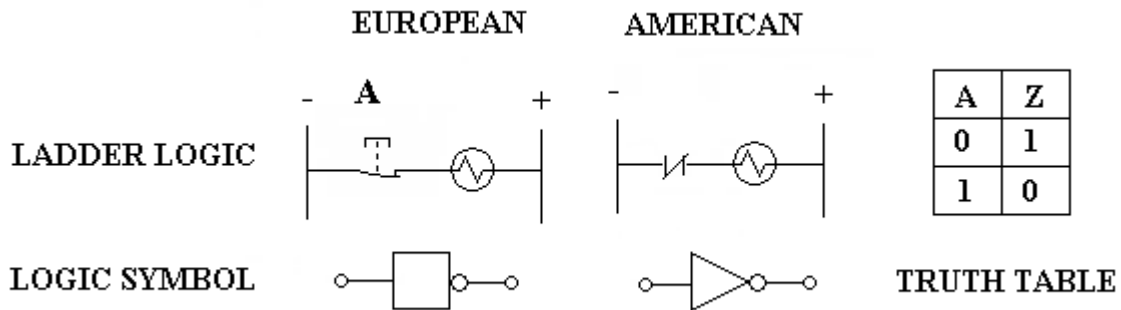 EUROPEAN AMERICAN
- A + - +
A Z
LADDER LOGIC
0 1
1 0
LOGIC SYMBOL
TRUTH TABLE